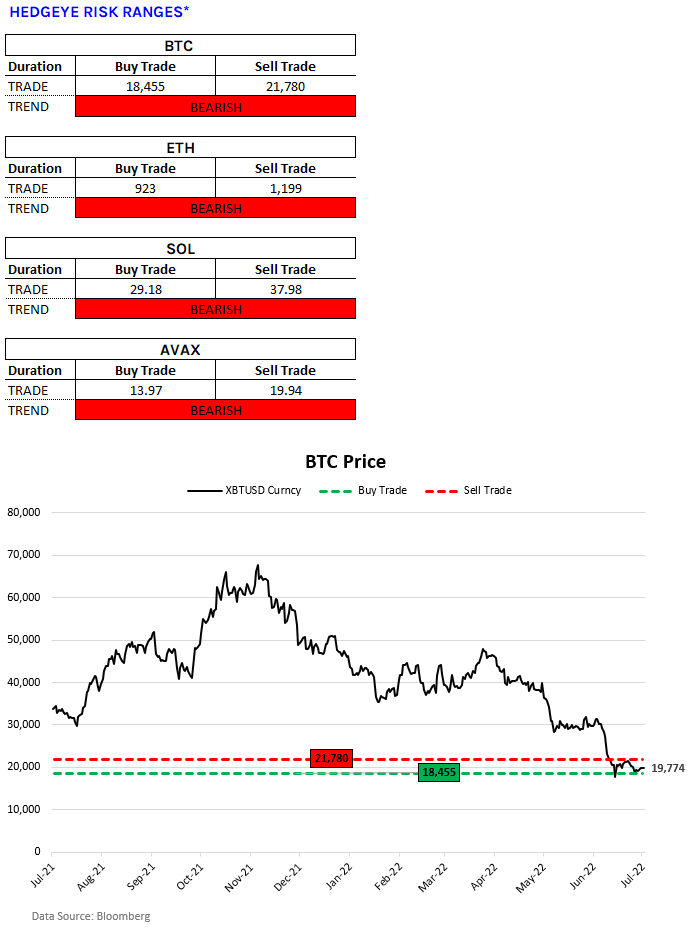 HEDGEYE RISK RANGES*
BTC
Duration Buy Trade Sell Trade
TRADE 18,455 21,780
TREND BEARISH
ETH
Duration Buy Trade Sell Trade
TRADE 923 1,199
TREND BEARISH
SOL
Duration Buy Trade Sell Trade
TRADE 29.18 37.98
TREND BEARISH
AVAX
Duration Buy Trade Sell Trade
TRADE 13.97 19.94
TREND BEARISH
BTC Price
XBTUSD Curncy Buy Trade Sell Trade
80,000
70,000
60,000
50,000
40,000
30,000
21,780
20,000
18,455
19,774
10,000
0
Jul-21 Aug-21 Sep-21 Oct-21 Nov-21 Dec-21 Jan-22 Feb-22 Mar-22 Apr-22 May-22 Jun-22 Jul-22
Data Source: Bloomberg